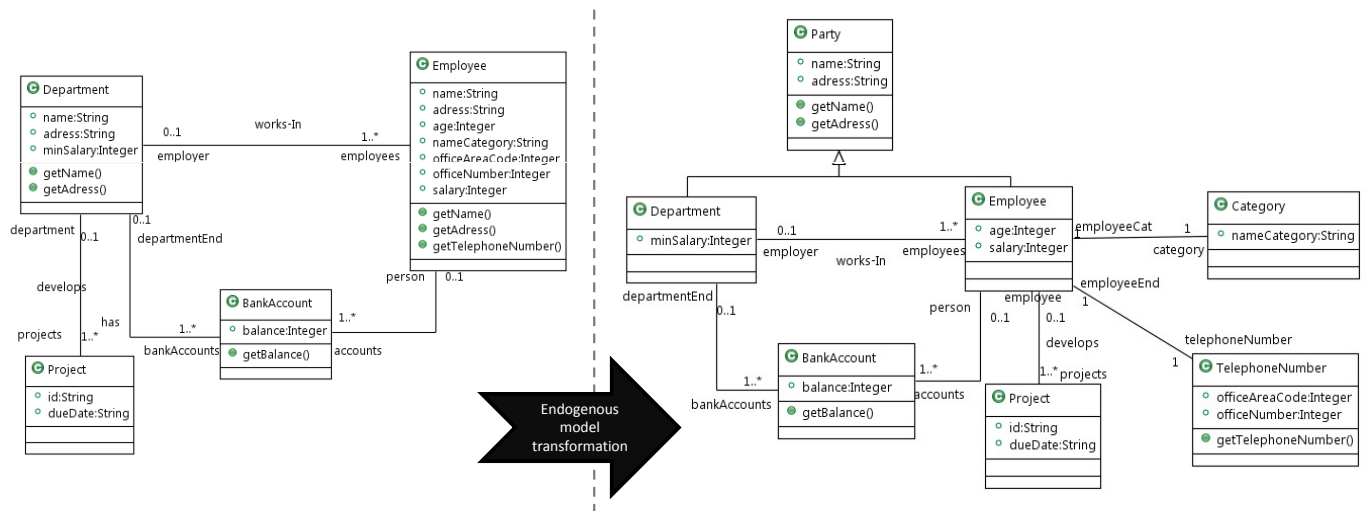 Department
name:String
adress:String
minSalary:Integer
getName()
getAdress()
0..1
works-In
1..*
employer
employees
Employee
name:String
adress:String
age:Integer
nameCategory:String
officeAreaCode:Integer
officeNumber:Integer
salary:Integer
getName()
getAdress()
getTelephoneNumber()
department
0..1
0..1
departmentEnd
develops
projects
1..*
has
1..*
bankAccounts
BankAccount
balance:Integer
getBalance()
person
0..1
1..*
accounts
Project
id:String
dueDate:String
Endogenous
model
transformation
Party
name:String
adress:String
getName()
getAdress()
Department
minSalary:Integer
0..1
employer
works-In
1..*
employees
Employee
age:Integer
salary:Integer
employeeCat
1
1
category
Category
nameCategory:String
departmentEnd
0..1
1..*
bankAccounts
BankAccount
balance:Integer
getBalance()
person
0..1
1..*
accounts
employee
0..1
develops
1..*
projects
Project
id:String
dueDate:String
employeeEnd
1
telephoneNumber
1
TelephoneNumber
officeAreaCode:Integer
officeNumber:Integer
getTelephoneNumber()